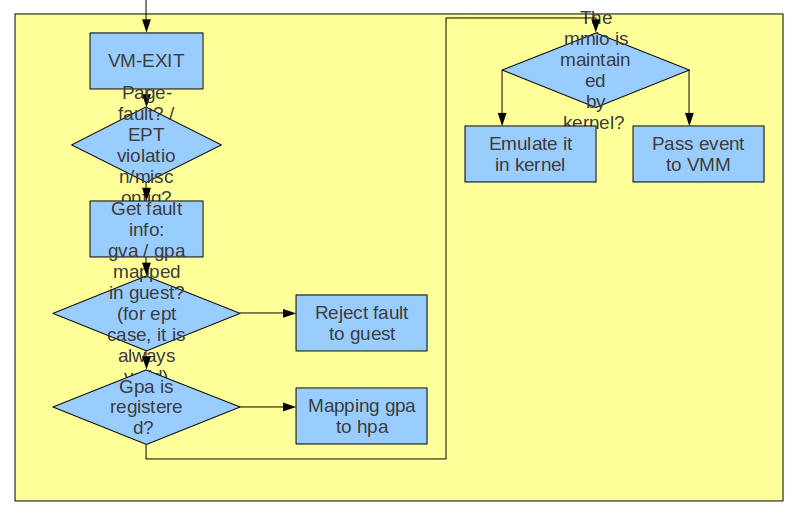 VM-EXIT
Page-
fault? /
EPT
violatio
n/misc
onfig?
Get fault
info:
gva / gpa
mapped
in guest?
(for ept
case, it is
always
valid)
Gpa is
registere
d?
Reject fault
to guest
Mapping gpa
to hpa
The
mmio is
maintain
ed
by
kernel?
Emulate it
in kernel
Pass event
to VMM